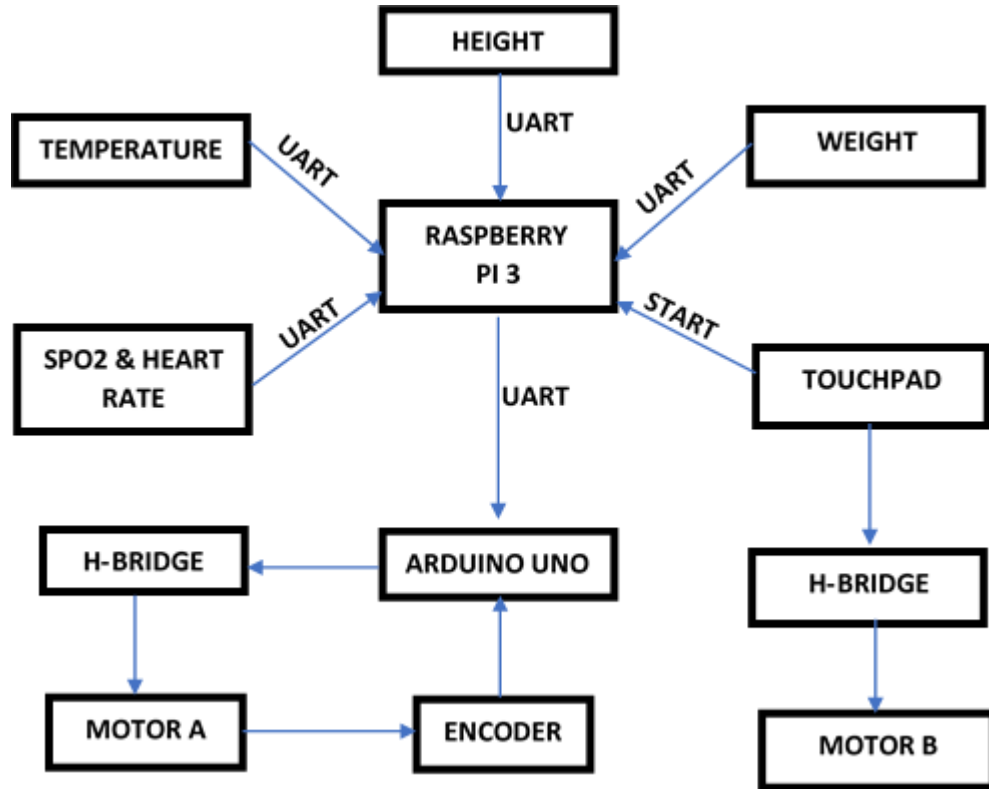 HEIGHT
UART
TEMPERATURE
UART
WEIGHT
UART
RASPBERRY
PI 3
UART
START
SPO2 & HEART
RATE
UART
TOUCHPAD
H-BRIDGE
ARDUINO UNO
H-BRIDGE
MOTOR A
ENCODER
MOTOR B